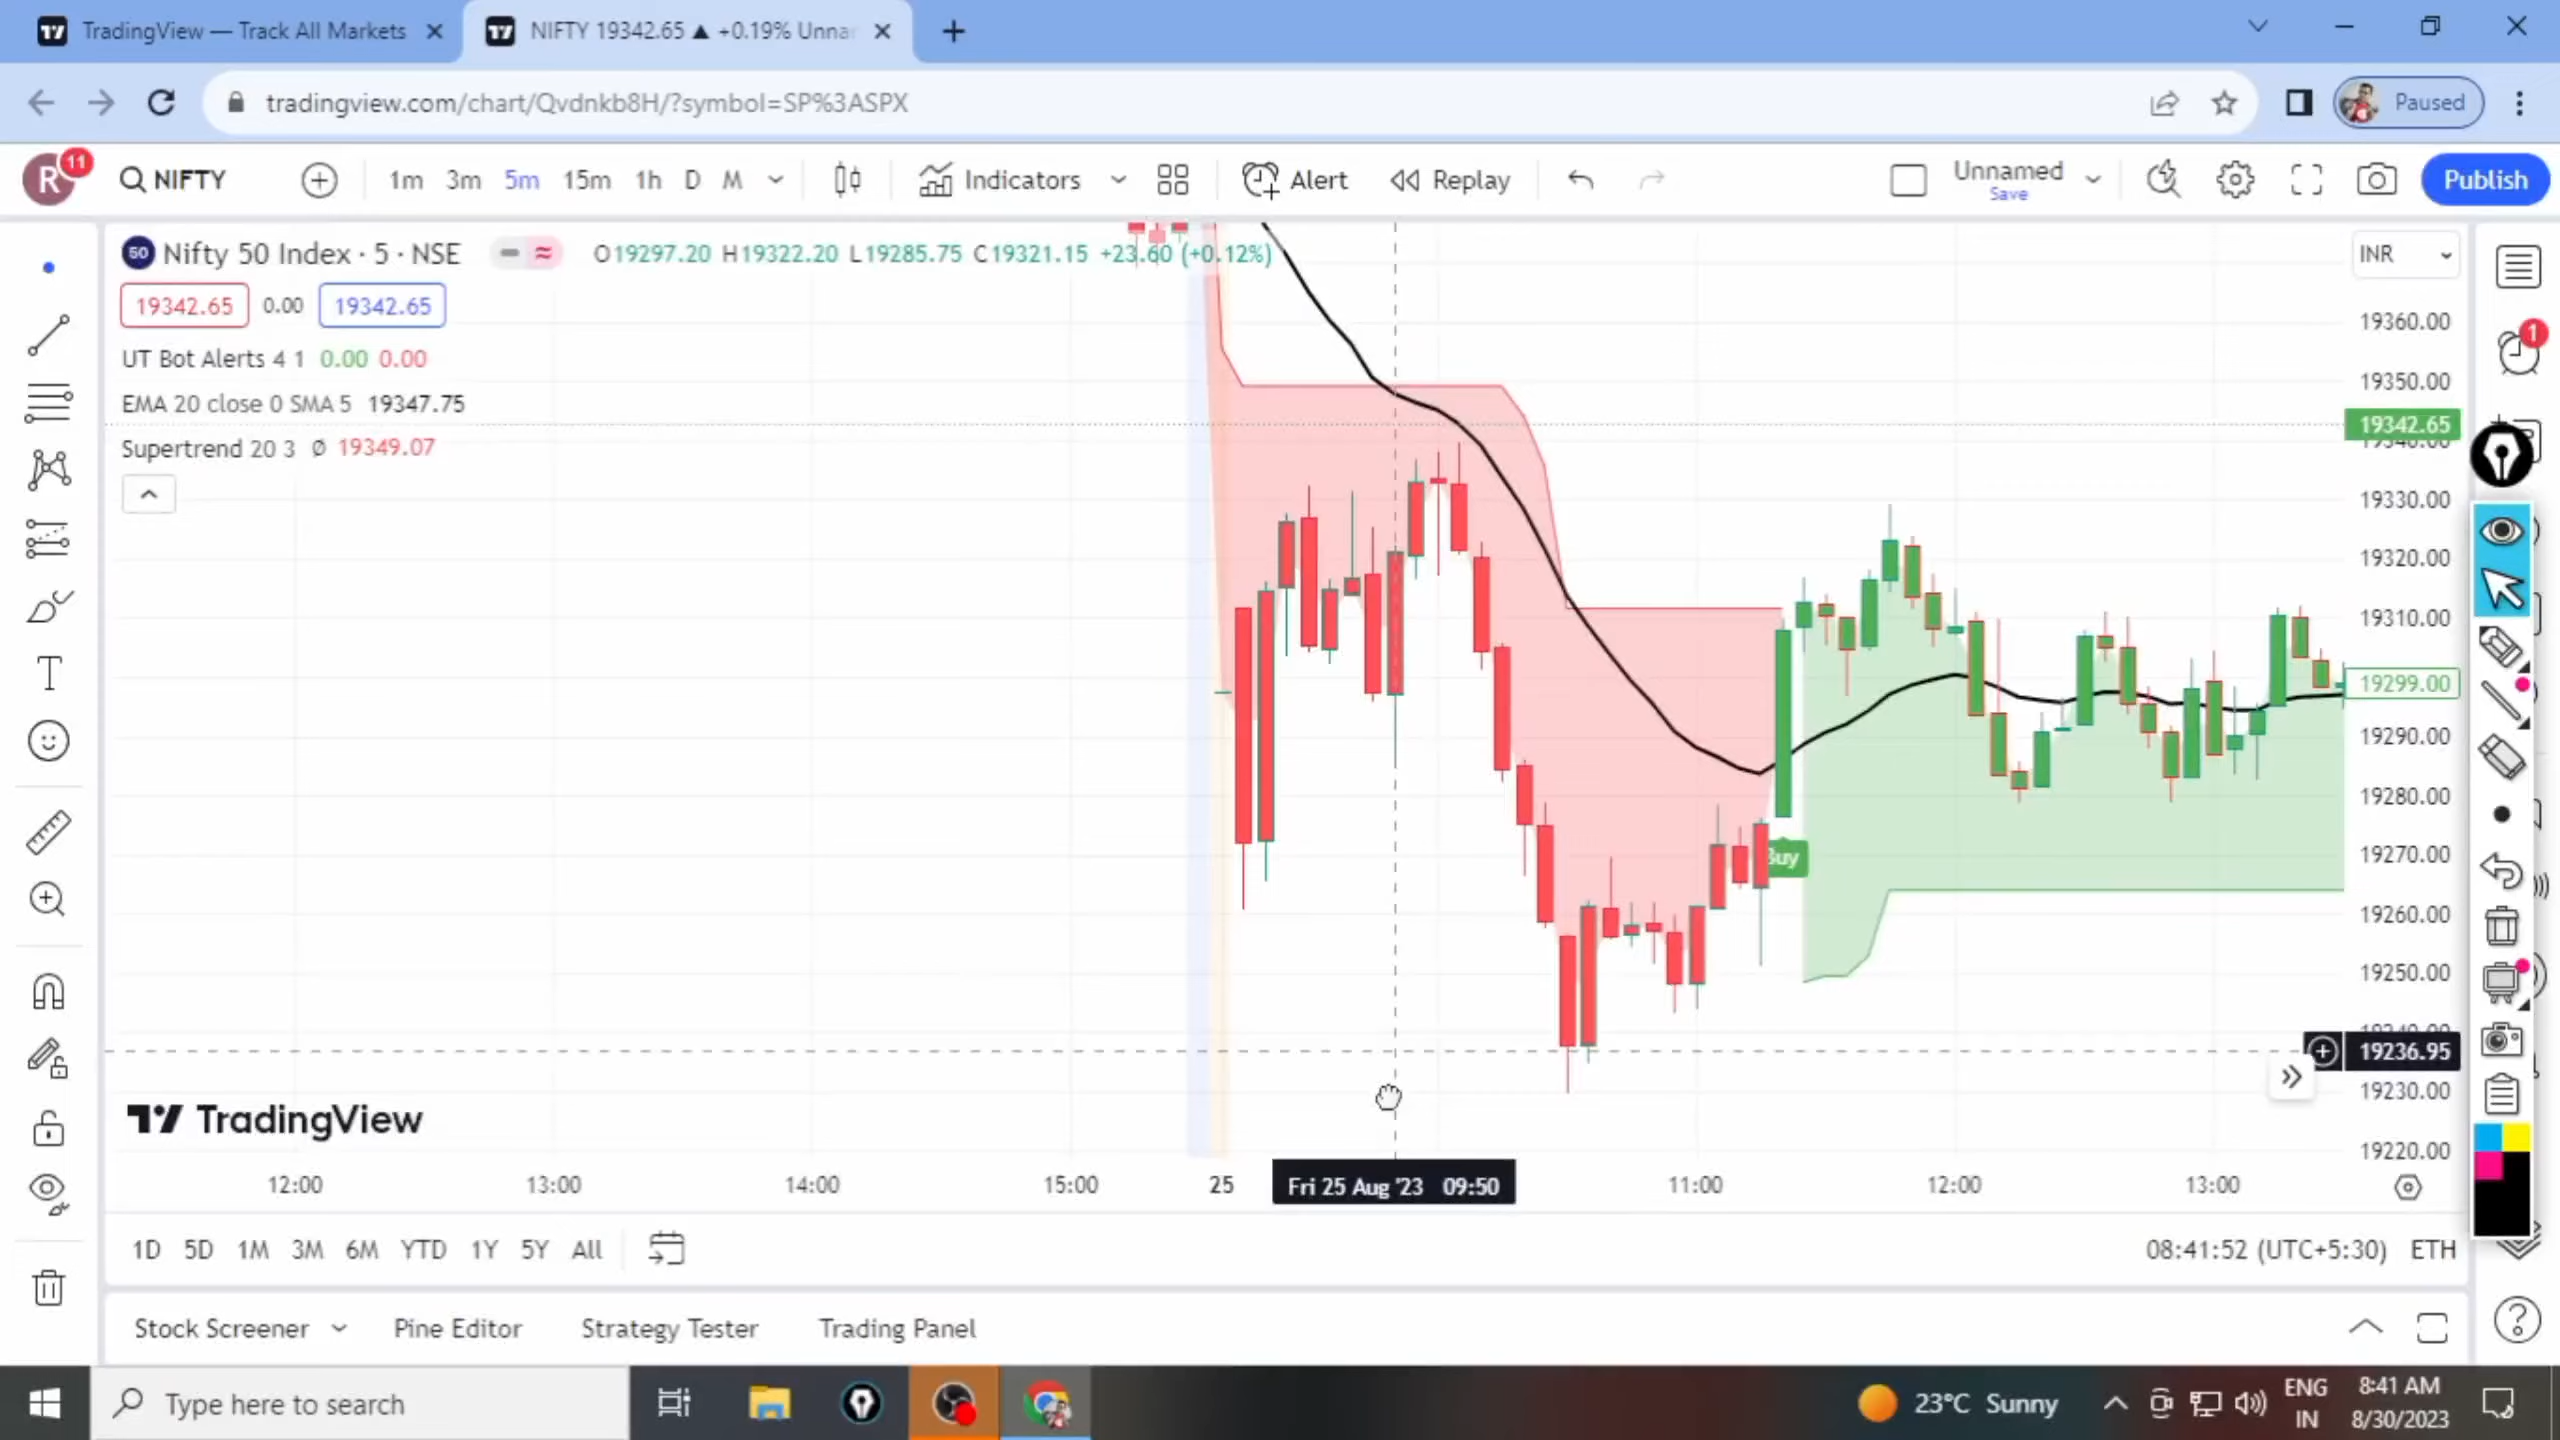 TradingView — Track All Markets
NIFTY 19342.65 ▲ +0.19% Unna
tradingview.com/chart/Qvdnkb8H/?symbol=SP%3ASPX
Paused
R
11
NIFTY
1m 3m 5m 15m 1h D M
Indicators
Alert
Replay
Unnamed
Save
Publish
50 Nifty 50 Index · 5 · NSE
O19297.20 H19322.20 L19285.75 C19321.15 +23.60 (+0.12%)
INR
19342.65 0.00 19342.65
UT Bot Alerts 4 1 0.00 0.00
EMA 20 close 0 SMA 5 19347.75
Supertrend 20 3 Ø 19349.07
1
19360.00
19350.00
19342.65
19330.00
19320.00
19310.00
19299.00
19290.00
19280.00
19270.00
19260.00
19250.00
19236.95
19230.00
19220.00
Buy
TradingView
12:00 13:00 14:00 15:00 25 Fri 25 Aug '23 09:50 11:00 12:00 13:00
1D 5D 1M 3M 6M YTD 1Y 5Y All
08:41:52 (UTC+5:30) ETH
Stock Screener Pine Editor Strategy Tester Trading Panel
Type here to search
23°C Sunny
ENG
IN
8:41 AM
8/30/2023